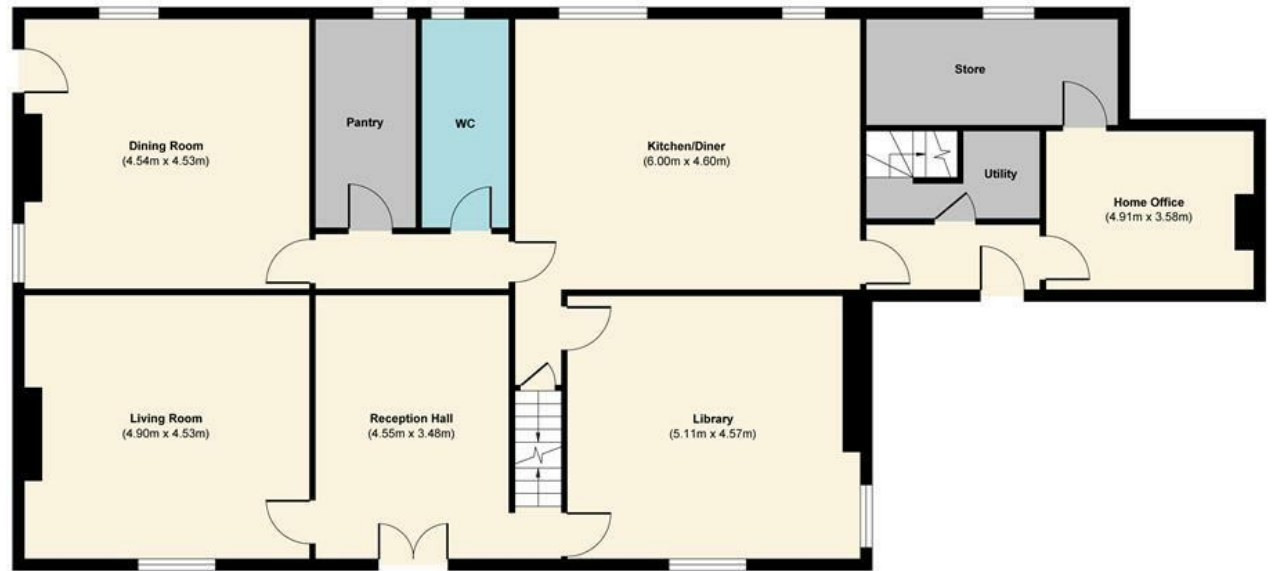 Store
Pantry
WC
Dining Room
(4.54m x 4.53m)
Kitchen/Diner
(6.00m x 4.60m)
Utility
Home Office
(4.91m x 3.58m)
Living Room
(4.90m x 4.53m)
Reception Hall
(4.55m x 3.48m)
Library
(5.11m x 4.57m)